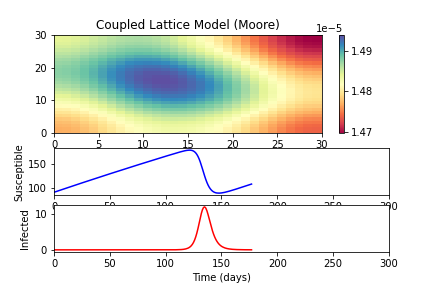 Coupled Lattice Model (Moore)
1e−5
30
20
10
0
0 5 10 15 20 25 30
1.49
1.48
1.47
Susceptible
150
100
0 50 100 150 200 250 300
Infected
10
0
0 50 100 150 200 250 300
Time (days)